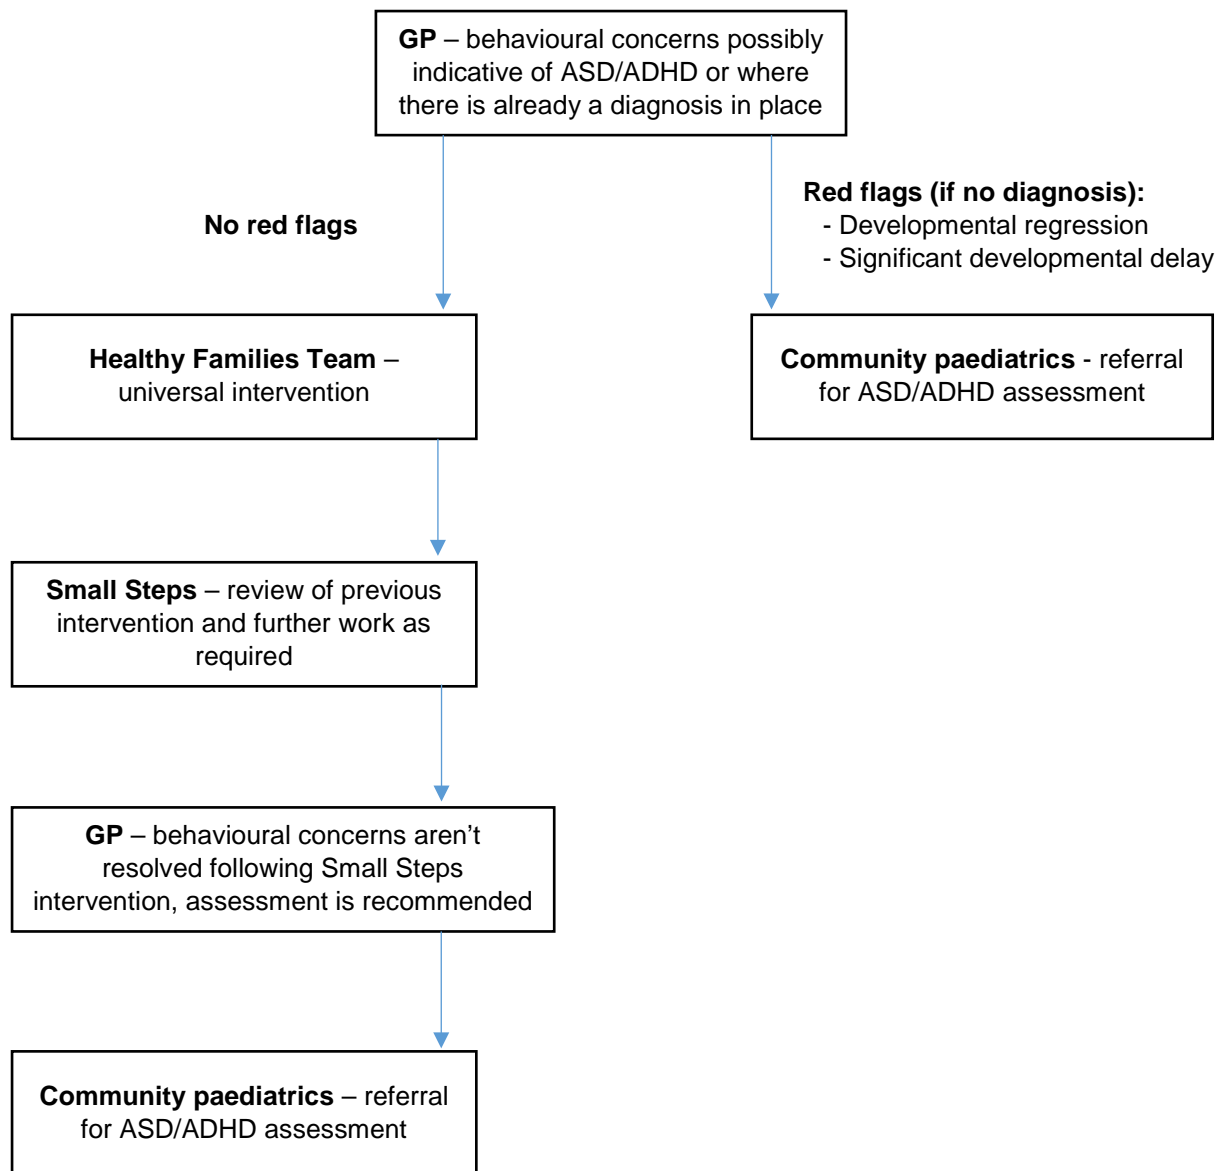 GP – behavioural concerns possibly
indicative of ASD/ADHD or where
there is already a diagnosis in place
No red flags
Red flags (if no diagnosis):
- Developmental regression
- Significant developmental delay
Healthy Families Team –
universal intervention
Community paediatrics - referral
for ASD/ADHD assessment
Small Steps – review of previous
intervention and further work as
required
GP – behavioural concerns aren’t
resolved following Small Steps
intervention, assessment is recommended
Community paediatrics – referral
for ASD/ADHD assessment